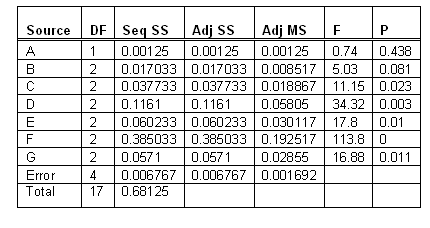 Source DF Seq SS Adj SS Adj MS F P
A 1 0.00125 0.00125 0.00125 0.74 0.438
B 2 0.017033 0.017033 0.008517 5.03 0.081
C 2 0.037733 0.037733 0.018867 11.15 0.023
D 2 0.1161 0.1161 0.05805 34.32 0.003
E 2 0.060233 0.060233 0.030117 17.8 0.01
F 2 0.385033 0.385033 0.192517 113.8 0
G 2 0.0571 0.0571 0.02855 16.88 0.011
Error 4 0.006767 0.006767 0.001692
Total 17 0.68125